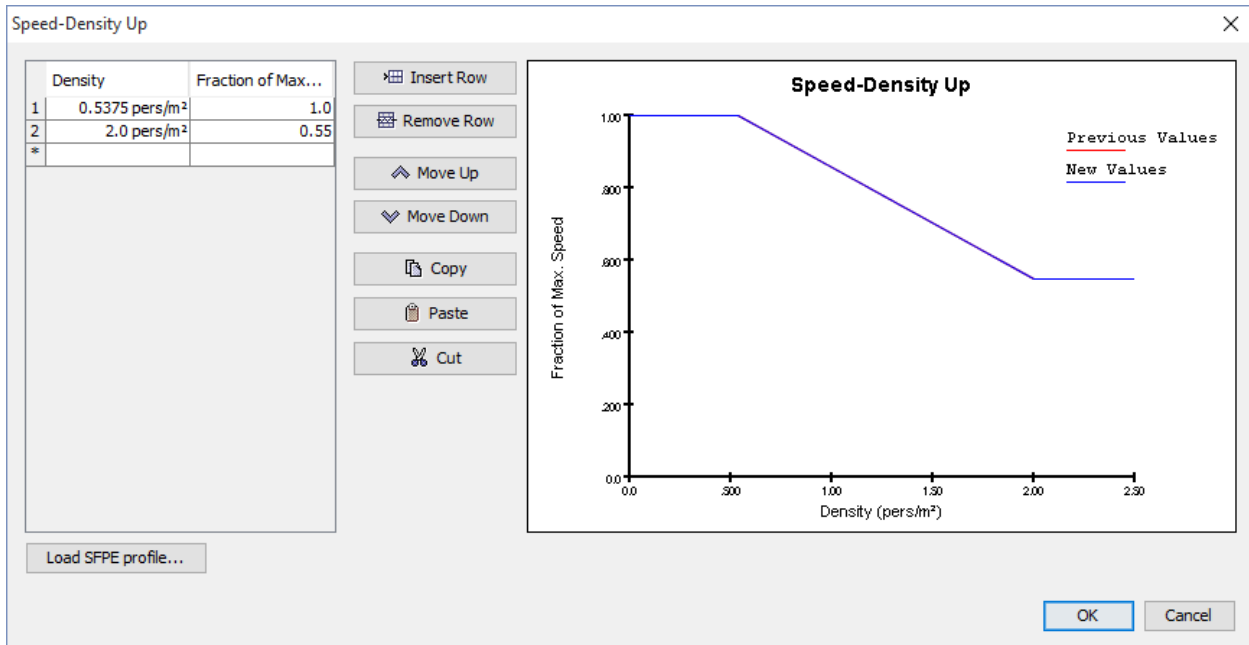 Speed-Density Up
Density Fraction of Max...
1 0.5375 pers/m² 1.0
2 2.0 pers/m² 0.55
*
Insert Row
Remove Row
Move Up
Move Down
Copy
Paste
Cut
Load SFPE profile...
Speed-Density Up
Previous Values
New Values
Fraction of Max. Speed
1.00
.800
.600
.400
.200
0.0
0.0 .500 1.00 1.50 2.00 2.50
Density (pers/m²)
OK Cancel